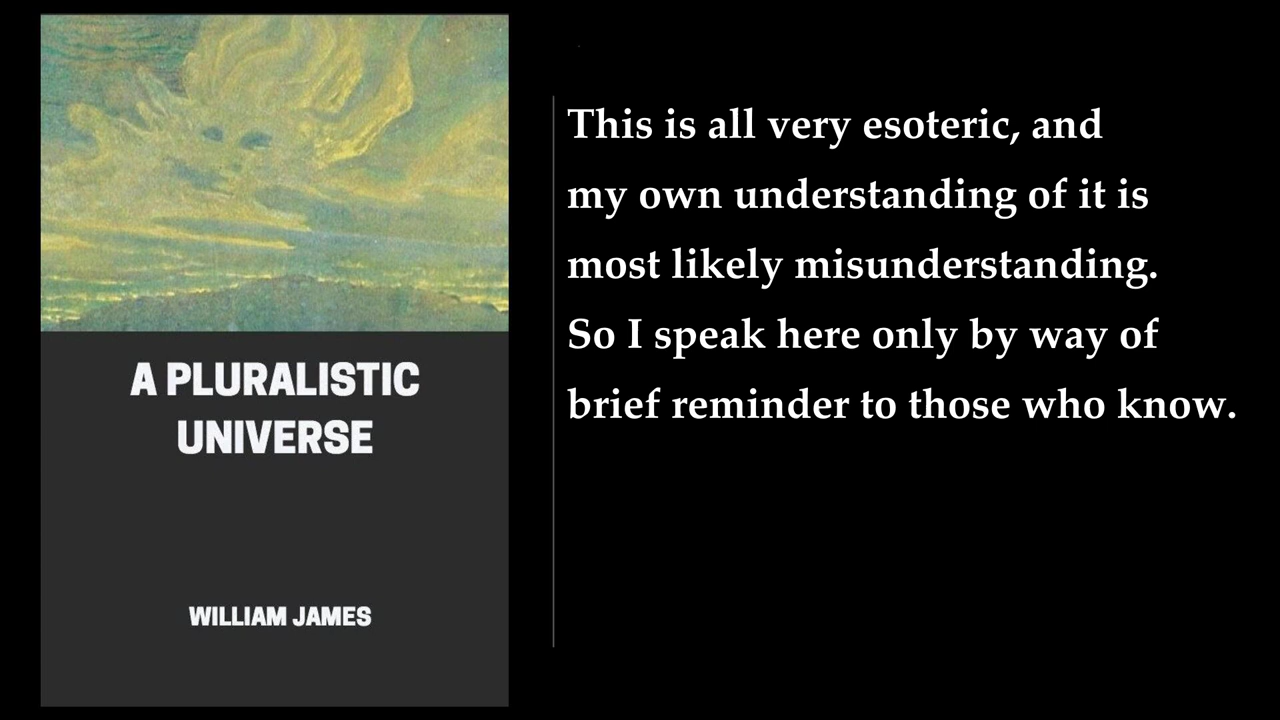 A PLURALISTIC
UNIVERSE
WILLIAM JAMES
This is all very esoteric, and
my own understanding of it is
most likely misunderstanding.
So I speak here only by way of
brief reminder to those who know.